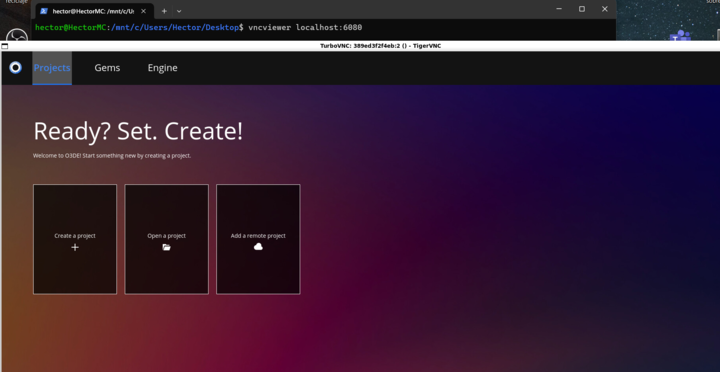 hector@HectorMC: /mnt/c/U
hector@HectorMC:/mnt/c/Users/Hector/Desktop$ vncviewer localhost:6080
TurboVNC: 389ed3f2f4eb:2 () - TigerVNC
Projects Gems Engine
Ready? Set. Create!
Welcome to O3DE! Start something new by creating a project.
Create a project Open a project Add a remote project